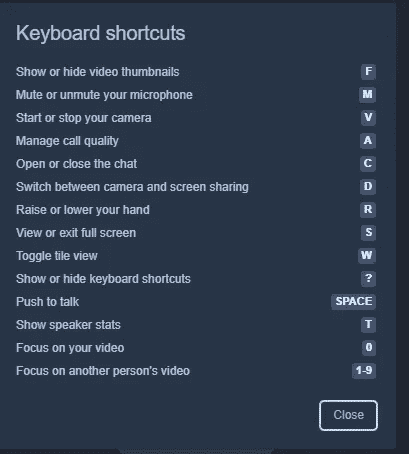 Keyboard shortcuts
Show or hide video thumbnails F
Mute or unmute your microphone M
Start or stop your camera V
Manage call quality A
Open or close the chat C
Switch between camera and screen sharing D
Raise or lower your hand R
View or exit full screen S
Toggle tile view W
Show or hide keyboard shortcuts ?
Push to talk SPACE
Show speaker stats T
Focus on your video 0
Focus on another person's video 1-9
Close